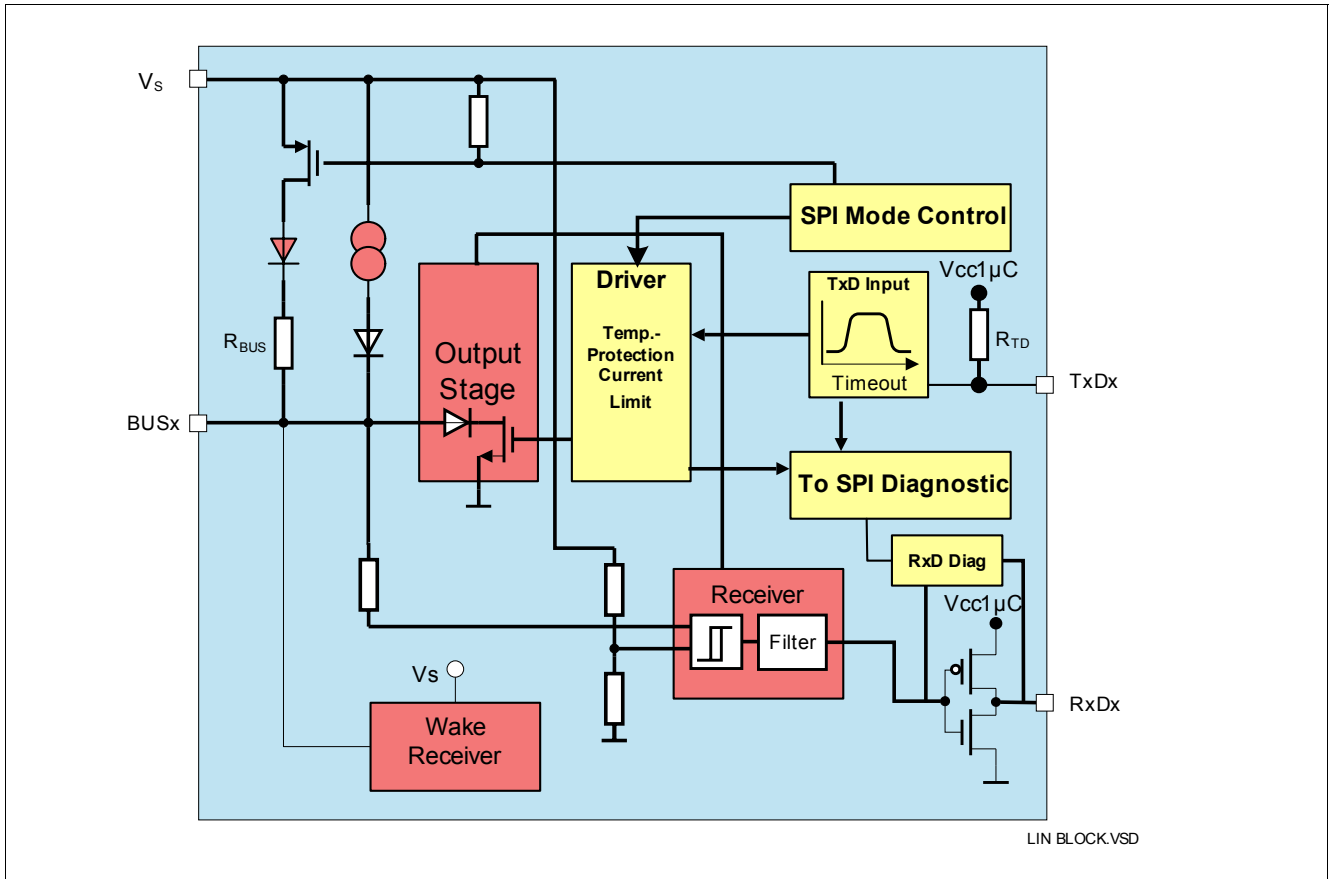 VS
SPI Mode Control
Vcc1µC
TxD Input
Timeout
RTD
TxDx
Driver
Temp.-
Protection
Current
Limit
RBUS
Output
Stage
BUSx
To SPI Diagnostic
RxD Diag
Vcc1µC
Receiver
Filter
RxDx
Vs
Wake
Receiver
LIN BLOCK.VSD